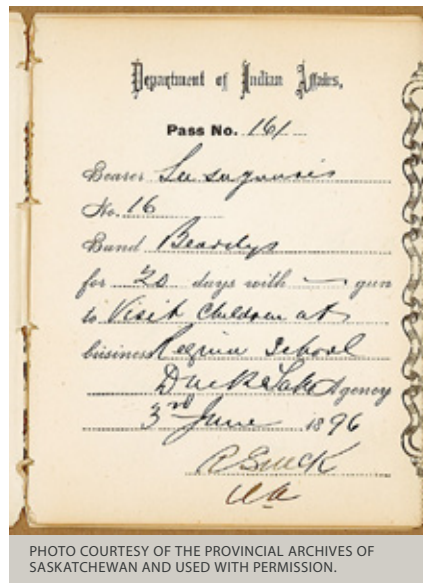 Department of Indian Affairs,
Pass No. 161
Bearer
No. 16
Band Beardys
for 20 days with — gun
to Visit Children at
business Regina School
Duck Lake Agency
3rd June 1896
PHOTO COURTESY OF THE PROVINCIAL ARCHIVES OF
SASKATCHEWAN AND USED WITH PERMISSION.